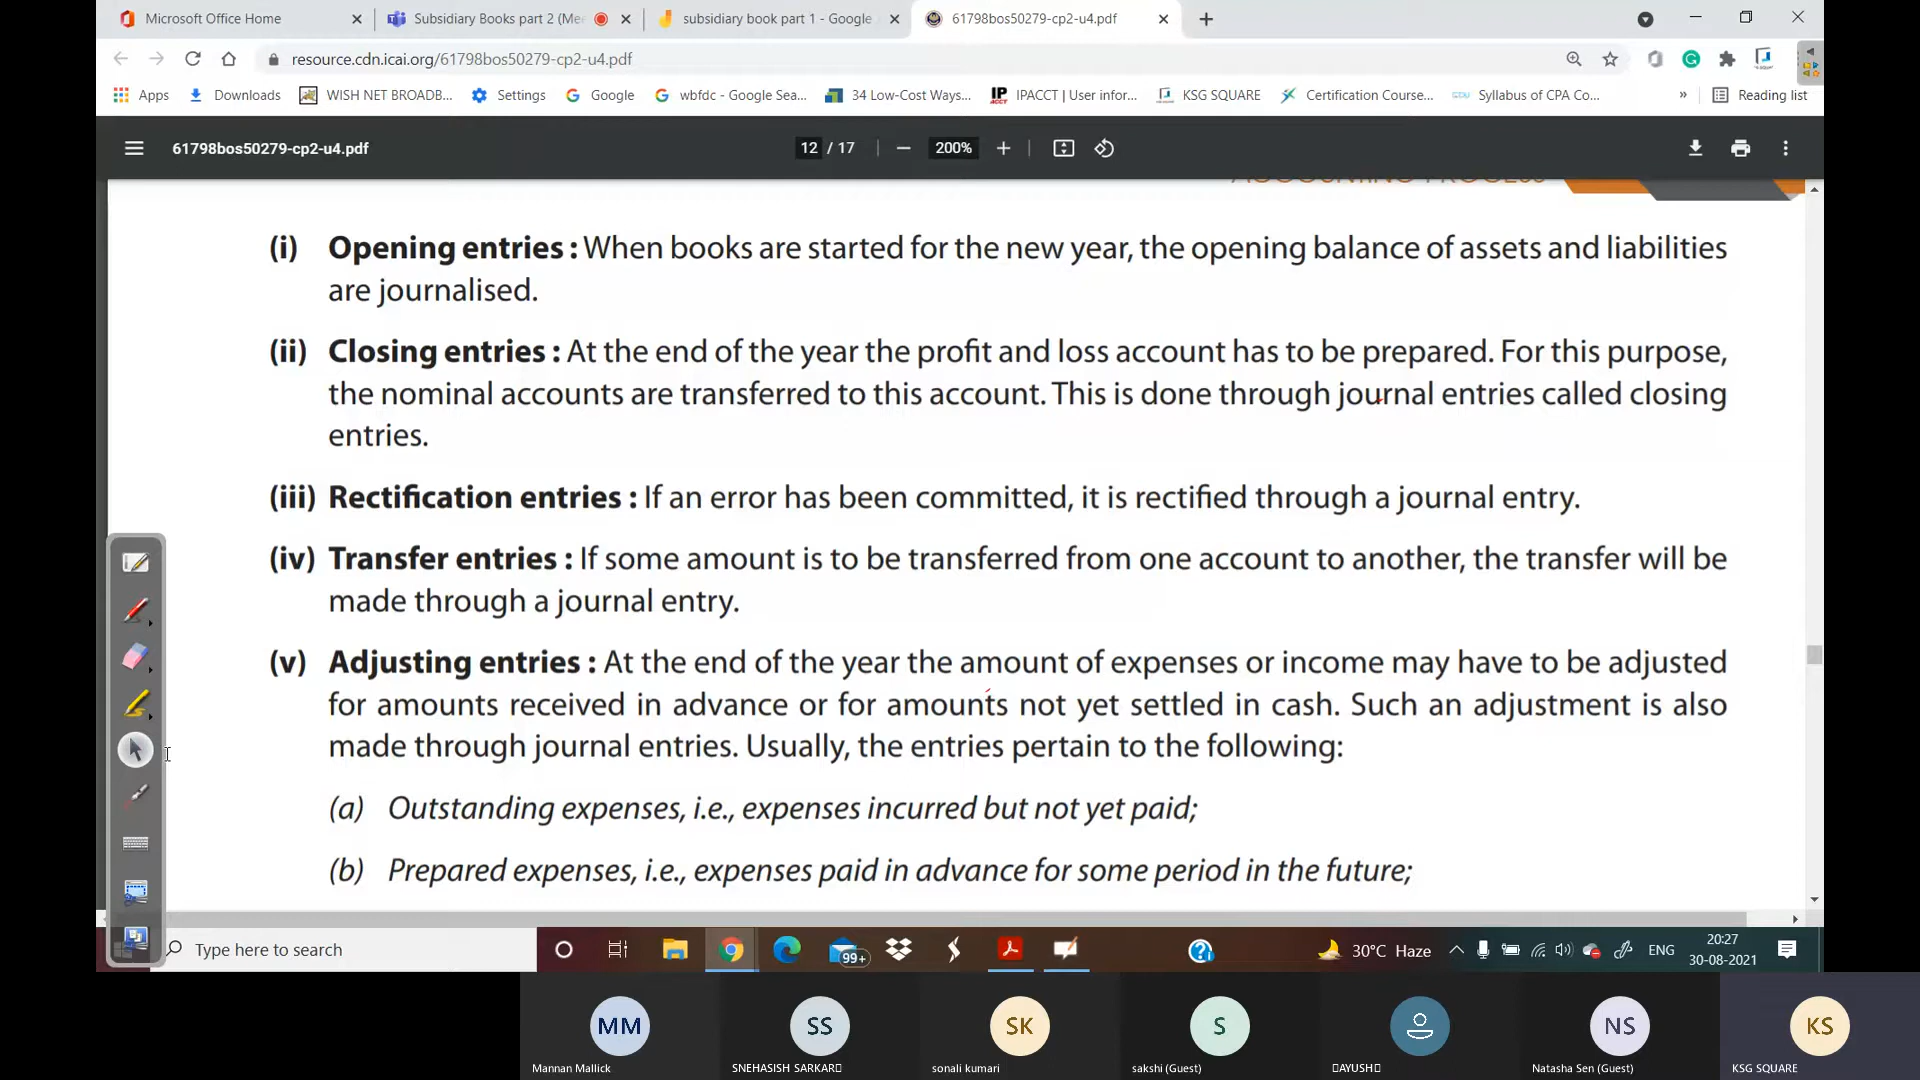 Microsoft Office Home
Subsidiary Books part 2 (Mee
subsidiary book part 1 - Google
61798bos50279-cp2-u4.pdf
resource.cdn.icai.org/61798bos50279-cp2-u4.pdf
Apps
Downloads
WISH NET BROADB...
Settings
Google
wbfdc - Google Sea...
34 Low-Cost Ways...
IPACCT | User infor...
KSG SQUARE
Certification Course...
Syllabus of CPA Co...
»
Reading list
61798bos50279-cp2-u4.pdf
12 / 17
200%
(i) Opening entries : When books are started for the new year, the opening balance of assets and liabilities
are journalised.
(ii) Closing entries : At the end of the year the profit and loss account has to be prepared. For this purpose,
the nominal accounts are transferred to this account. This is done through journal entries called closing
entries.
(iii) Rectification entries : If an error has been committed, it is rectified through a journal entry.
(iv) Transfer entries : If some amount is to be transferred from one account to another, the transfer will be
made through a journal entry.
(v) Adjusting entries : At the end of the year the amount of expenses or income may have to be adjusted
for amounts received in advance or for amounts not yet settled in cash. Such an adjustment is also
made through journal entries. Usually, the entries pertain to the following:
(a) Outstanding expenses, i.e., expenses incurred but not yet paid;
(b) Prepared expenses, i.e., expenses paid in advance for some period in the future;
Type here to search
99+
30°C Haze
ENG
20:27
30-08-2021
MM
SS
SK
S
NS
KS
Mannan Mallick
SNEHASISH SARKAR
sonali kumari
sakshi (Guest)
AYUSH
Natasha Sen (Guest)
KSG SQUARE